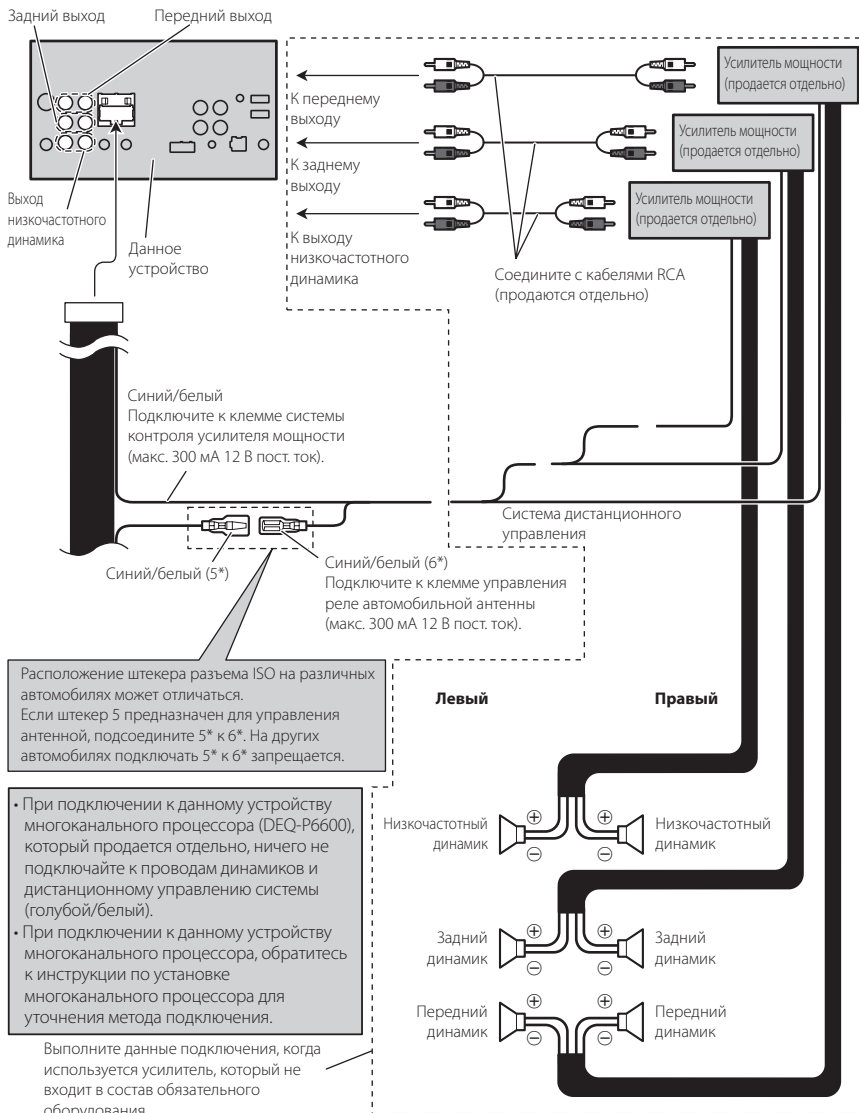 Задний выход
Передний выход
Усилитель мощности
(продается отдельно)
К переднему
выходу
Усилитель мощности
(продается отдельно)
К заднему
выходу
Усилитель мощности
(продается отдельно)
Выход
низкочастотного
динамика
Данное
устройство
К выходу
низкочастотного
динамика
Соедините с кабелями RCA
(продаются отдельно)
Синий/белый
Подключите к клемме системы
контроля усилителя мощности
(макс. 300 мА 12 В пост. ток).
Система дистанционного
управления
Синий/белый (5*)
Синий/белый (6*)
Подключите к клемме управления
реле автомобильной антенны
(макс. 300 мА 12 В пост. ток).
Расположение штекера разъема ISO на различных
автомобилях может отличаться.
Если штекер 5 предназначен для управления
антенной, подсоедините 5* к 6*. На других
автомобилях подключать 5* к 6* запрещается.
Левый
Правый
• При подключении к данному устройству
многоканального процессора (DEQ-P6600),
который продается отдельно, ничего не
подключайте к проводам динамиков и
дистанционному управлению системы
(голубой/белый).
• При подключении к данному устройству
многоканального процессора, обратитесь
к инструкции по установке
многоканального процессора для
уточнения метода подключения.
Низкочастотный
динамик
⊕
⊖
⊕
⊖
Низкочастотный
динамик
Задний
динамик
⊕
⊖
⊕
⊖
Задний
динамик
Передний
динамик
⊕
⊖
⊕
⊖
Передний
динамик
Выполните данные подключения, когда
используется усилитель, который не
входит в состав обязательного
оборудования.